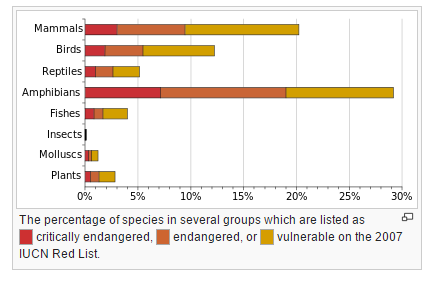 Mammals
Birds
Reptiles
Amphibians
Fishes
Insects
Molluscs
Plants
0% 5% 10% 15% 20% 25% 30%
The percentage of species in several groups which are listed as
critically endangered, endangered, or vulnerable on the 2007
IUCN Red List.